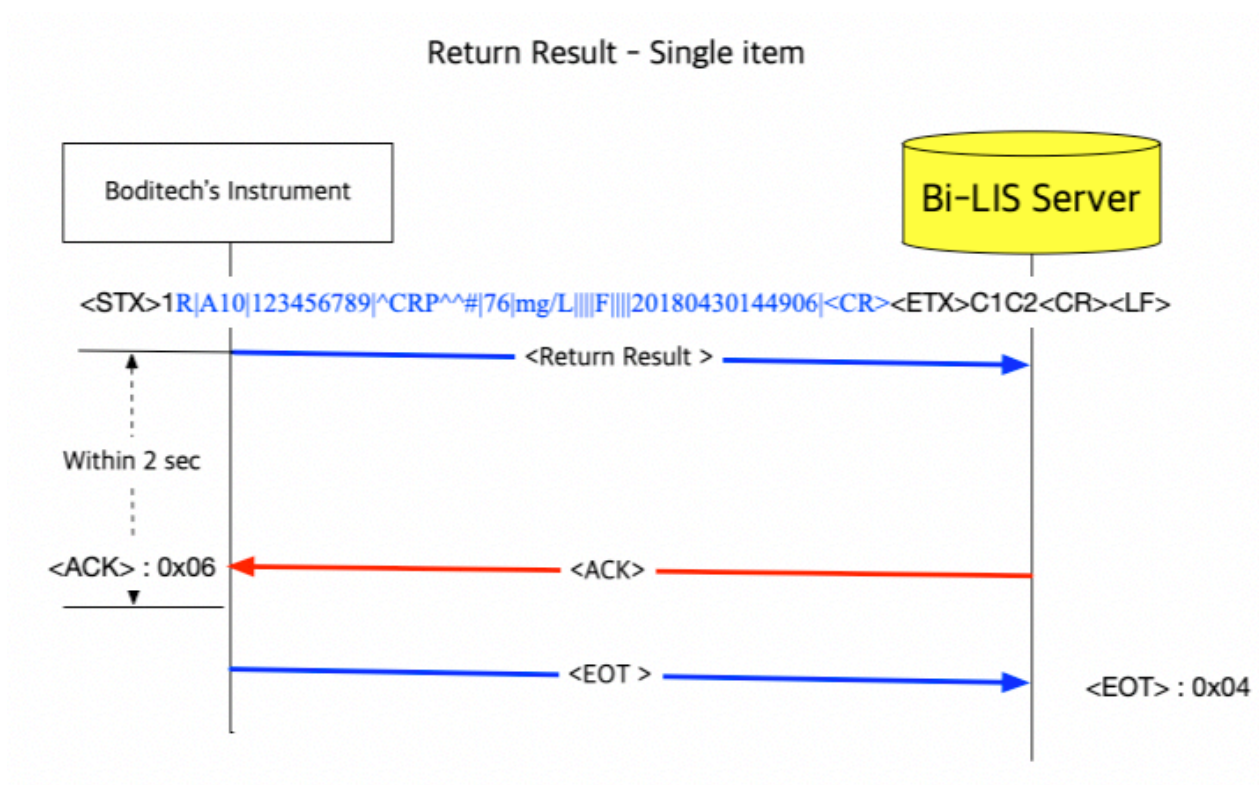 Return Result - Single item
Boditech's Instrument
Bi-LIS Server
<STX>1R|A10|123456789|^CRP^^#|76|mg/L||||F||||20180430144906|<CR><ETX>C1C2<CR><LF>
<Return Result >
Within 2 sec
<ACK> : 0x06
<ACK>
<EOT >
<EOT> : 0x04